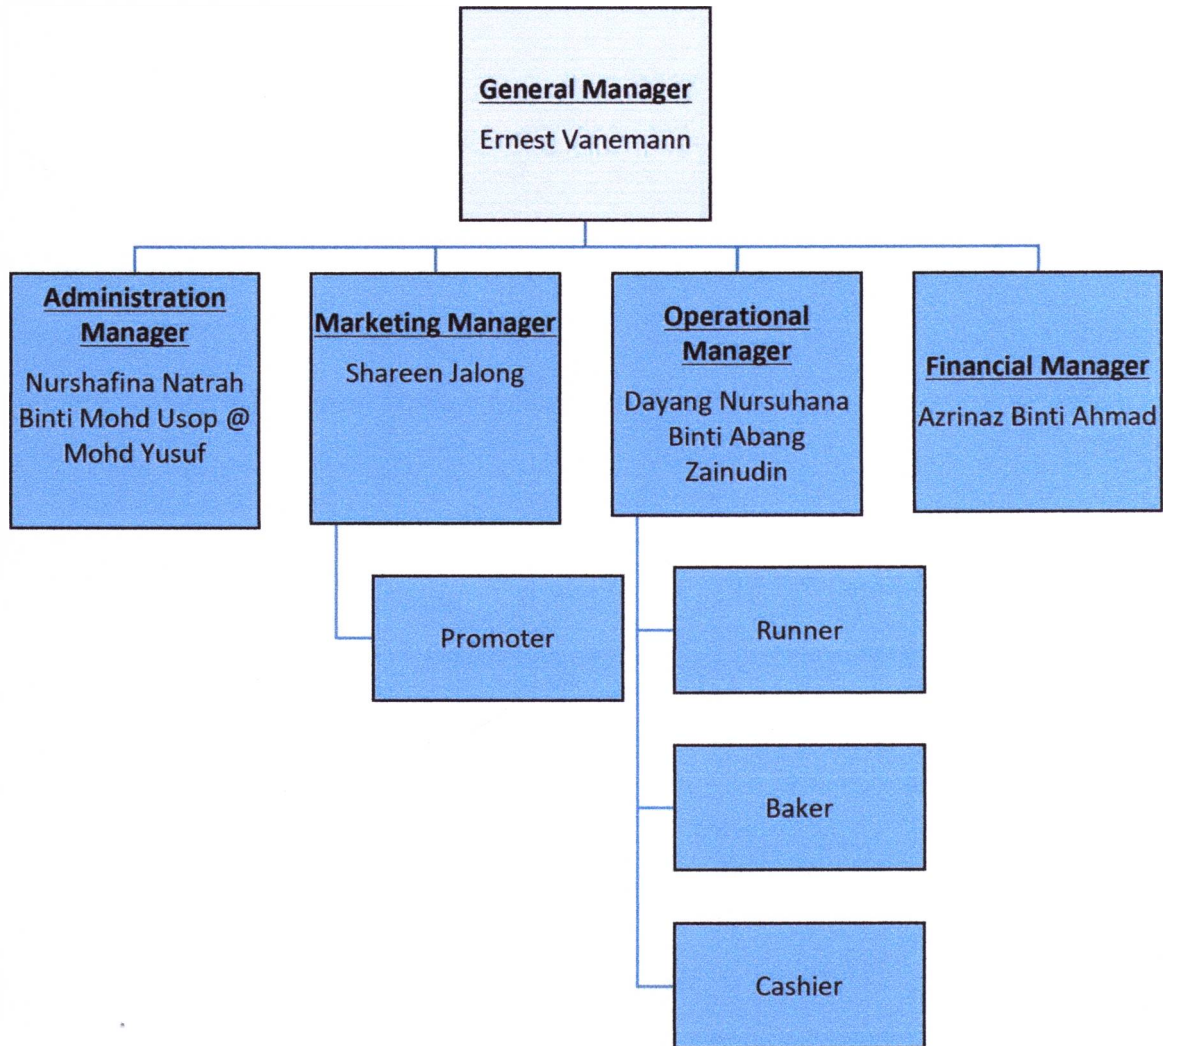 General Manager
Ernest Vanemann
Administration
Manager
Nurshafina Natrah
Binti Mohd Usop @
Mohd Yusuf
Marketing Manager
Shareen Jalong
Operational
Manager
Dayang Nursuhana
Binti Abang
Zainudin
Financial Manager
Azrinaz Binti Ahmad
Promoter
Runner
Baker
Cashier